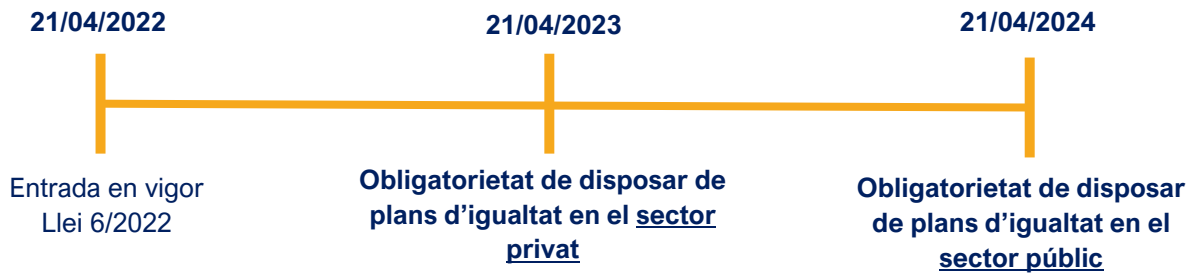 21/04/2022
21/04/2023
21/04/2024
Entrada en vigor
Llei 6/2022
Obligatorietat de disposar de
plans d’igualtat en el sector
privat
Obligatorietat de disposar
de plans d’igualtat en el
sector públic